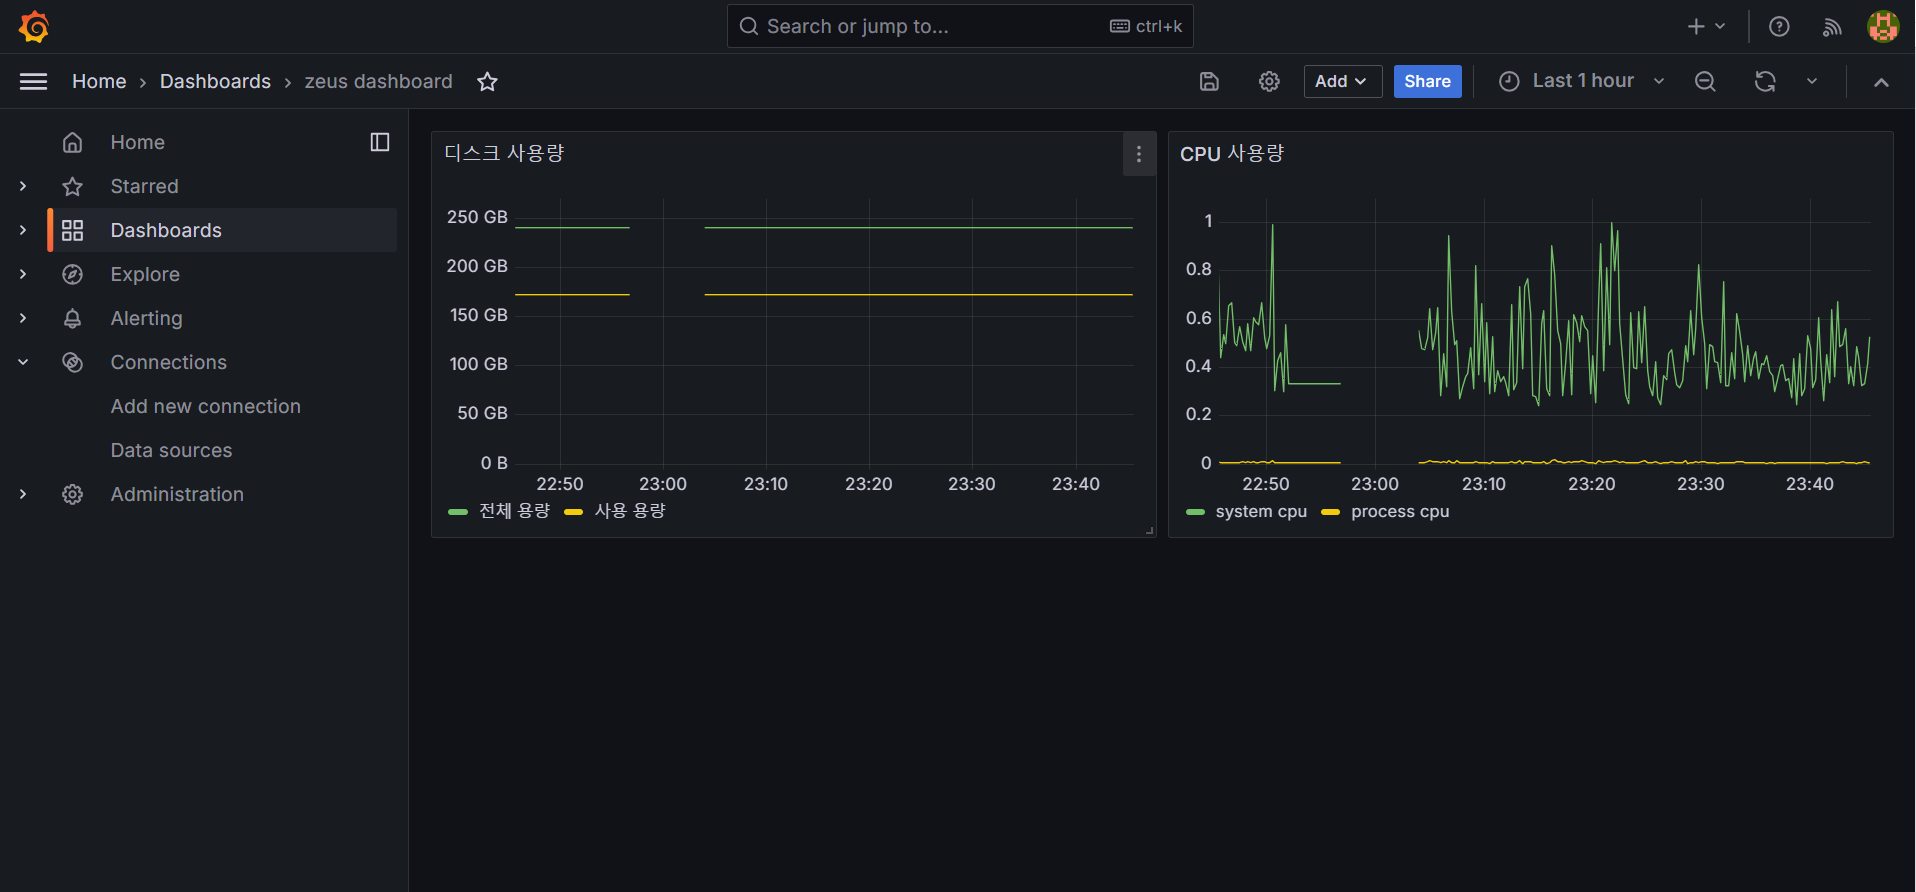 Search or jump to... ctrl+k
Home › Dashboards › zeus dashboard
Add
Share
Last 1 hour
Home
Starred
Dashboards
Explore
Alerting
Connections
Add new connection
Data sources
Administration
디스크 사용량
250 GB
200 GB
150 GB
100 GB
50 GB
0 B
22:50 23:00 23:10 23:20 23:30 23:40
전체 용량 사용 용량
CPU 사용량
1
0.8
0.6
0.4
0.2
0
22:50 23:00 23:10 23:20 23:30 23:40
system cpu process cpu